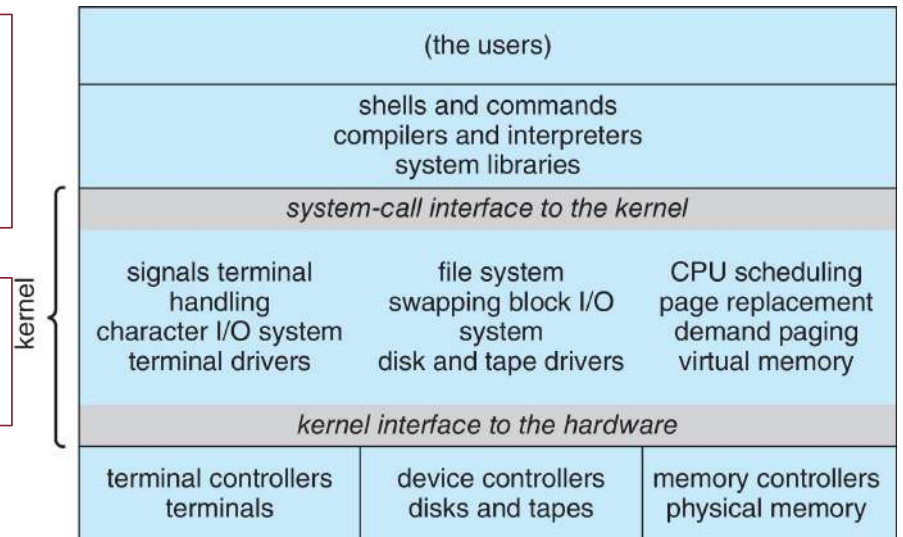 (the users)
shells and commands
compilers and interpreters
system libraries
kernel
system-call interface to the kernel
signals terminal
handling
character I/O system
terminal drivers
file system
swapping block I/O
system
disk and tape drivers
CPU scheduling
page replacement
demand paging
virtual memory
kernel interface to the hardware
terminal controllers
terminals
device controllers
disks and tapes
memory controllers
physical memory